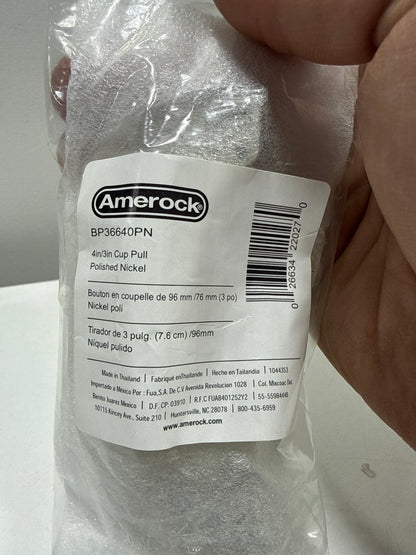 Amerock®
BP36640PN
4in/3in Cup Pull
Polished Nickel
Bouton en coupelle de 96 mm /76 mm (3 po)
Nickel poli
Tirador de 3 pulg. (7.6 cm) /96mm
Níquel pulido
Made in Thailand | Fabriqué enThaïlande | Hecho en Tailandia | 1044353
Importado a México Por : Fua,S.A. De C.V Avenida Revolucion 1028 | Col. Mixcoac Del.
Benito Juarez Mexico | D.F. CP: 03910 | R.F.C FUA8401252Y2 | 55-55984448
10115 Kincey Ave., Suite 210 | Huntersville, NC 28078 | 800-435-6959
www.amerock.com
0 26634 22027 0